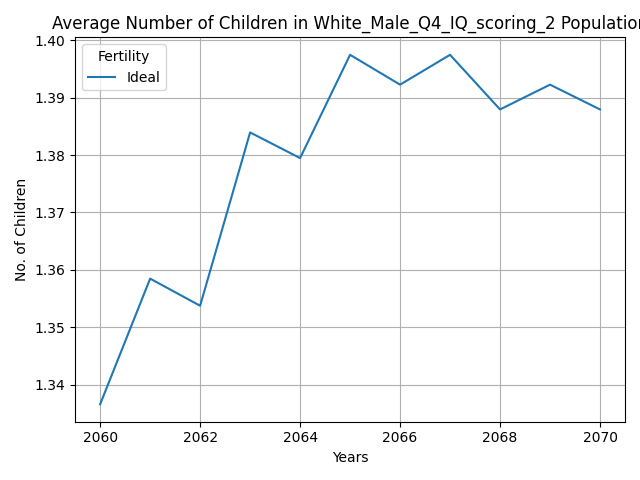 Average Number of Children in White_Male_Q4_IQ_scoring_2 Population
1.40
1.39
1.38
1.37
1.36
1.35
1.34
No. of Children
Fertility
Ideal
2060
2062
2064
2066
2068
2070
Years